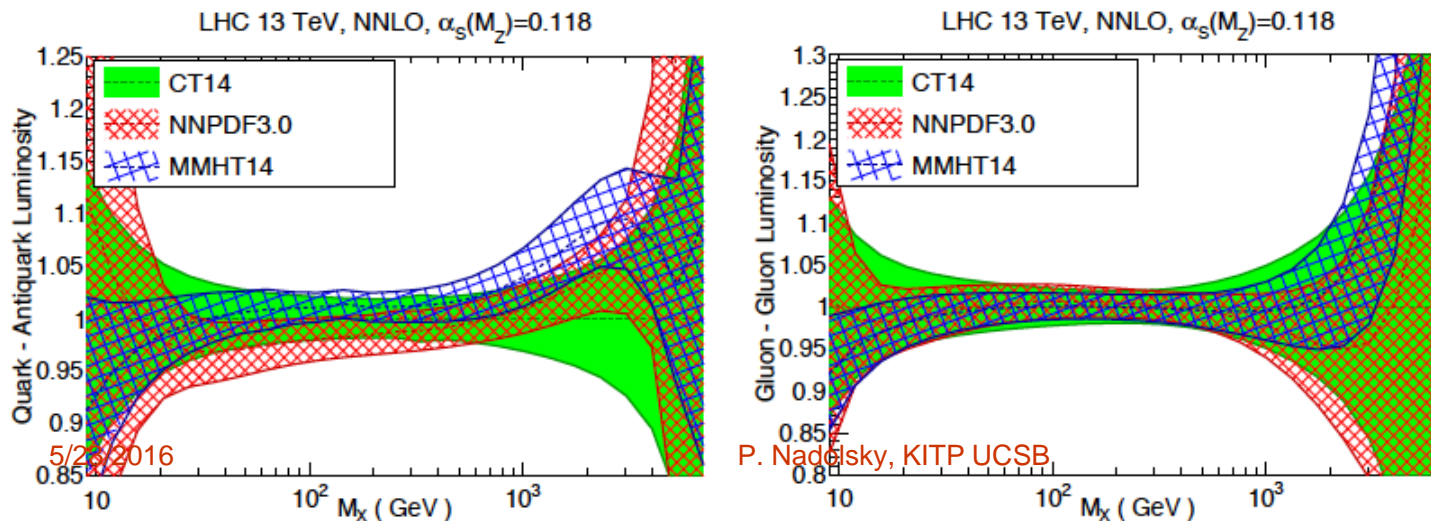 LHC 13 TeV, NNLO, αS(MZ)=0.118
Quark - Antiquark Luminosity
1.25
1.2
1.15
1.1
1.05
1
0.95
0.9
0.85
CT14
NNPDF3.0
MMHT14
10
10²
10³
MX ( GeV )
5/2 2016
LHC 13 TeV, NNLO, αS(MZ)=0.118
Gluon - Gluon Luminosity
1.3
1.25
1.2
1.15
1.1
1.05
1
0.95
0.9
0.85
0.8
CT14
NNPDF3.0
MMHT14
10
10²
10³
MX ( GeV )
P. Nadolsky, KITP UCSB